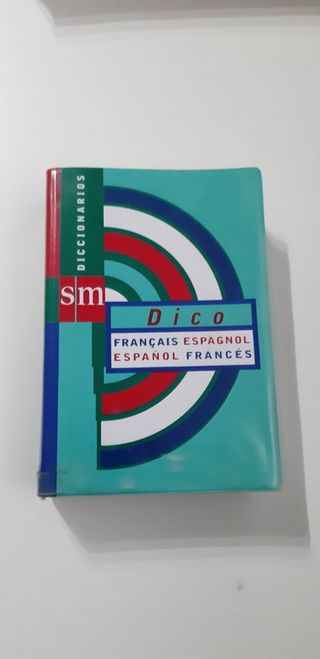 DICCIONARIOS
sm
Dico
FRANÇAIS ESPAGNOL
ESPAÑOL FRANCÉS